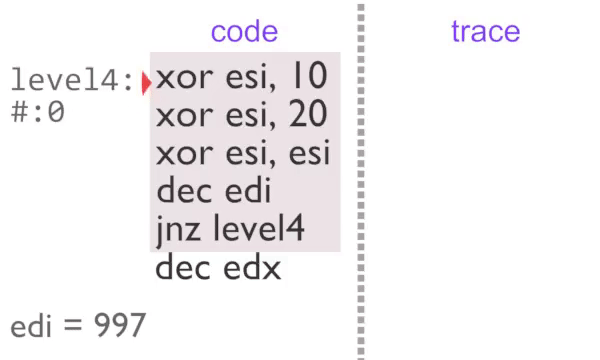 code
trace
level4:
#:0
xor esi, 10
xor esi, 20
xor esi, esi
dec edi
jnz level4
dec edx
edi = 997